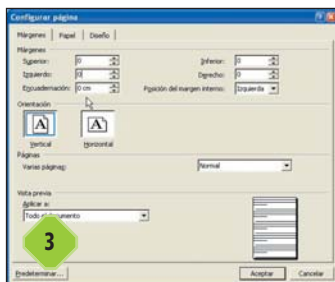 Configurar página
Márgenes Papel Diseño
Márgenes
Superior: 0 Inferior: 0
Izquierdo: 0 Derecho: 0
Encuadernación: 0 cm Posición del margen interno: Izquierda
Orientación
A A
Vertical Horizontal
Páginas
Varias páginas: Normal
Vista previa
Aplicar a:
Todo el documento
3
Predeterminar... Aceptar Cancelar